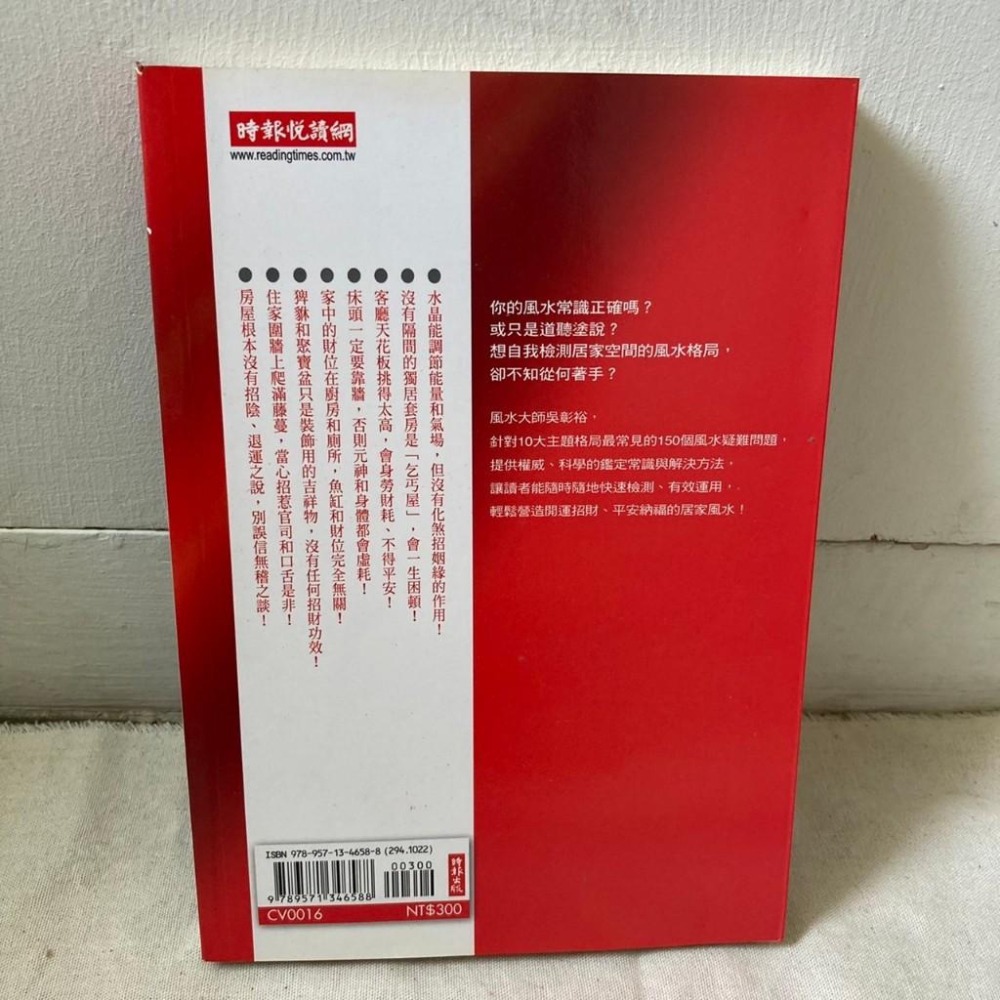 時報悅讀網
www.readingtimes.com.tw
●水晶能調節能量和氣場，但沒有化煞招姻緣的作用！
●沒有隔間的獨居套房是「乞丐屋」，會一生困頓！
●客廳天花板挑得太高，會身勞財耗、不得平安！
●床頭一定要靠牆，否則元神和身體都會虛耗！
●家中的財位在廚房和廁所，魚缸和財位完全無關！
●貔貅和聚寶盆只是裝飾用的吉祥物，沒有任何招財功效！
●住家圍牆上爬滿藤蔓，當心招惹官司和口舌是非！
●房屋根本沒有招陰、退運之說，別誤信無稽之談！
你的風水常識正確嗎？
或只是道聽塗說？
想自我檢測居家空間的風水格局，
卻不知從何著手？
風水大師吳彰裕，
針對10大主題格局最常見的150個風水疑難問題，
提供權威、科學的鑑定常識與解決方法，
讓讀者能隨時隨地快速檢測、有效運用，
輕鬆營造開運招財、平安納福的居家風水！
ISBN 978-957-13-4658-8 (294.1022)
00300
9 789571 346588
時報出版
CV0016 NT$300